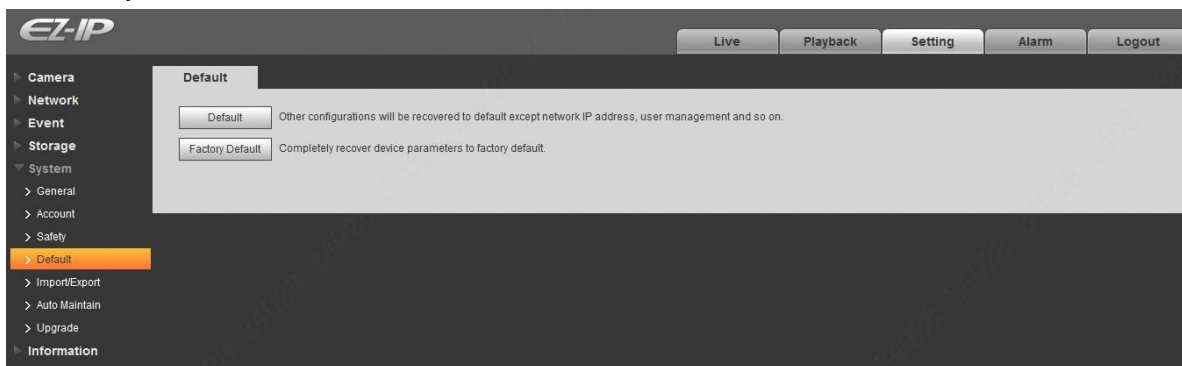 EZ-IP
Live Playback Setting Alarm Logout
Camera
Network
Event
Storage
System
General
Account
Safety
Default
Import/Export
Auto Maintain
Upgrade
Information
Default
Default Other configurations will be recovered to default except network IP address, user management and so on.
Factory Default Completely recover device parameters to factory default.